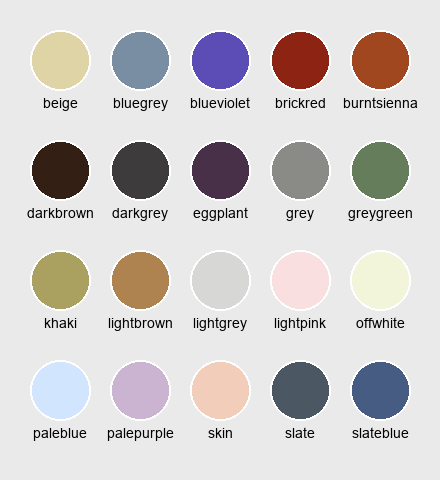 beige bluegrey blueviolet brickred burntsienna
darkbrown darkgrey eggplant grey greygreen
khaki lightbrown lightgrey lightpink offwhite
paleblue palepurple skin slate slateblue